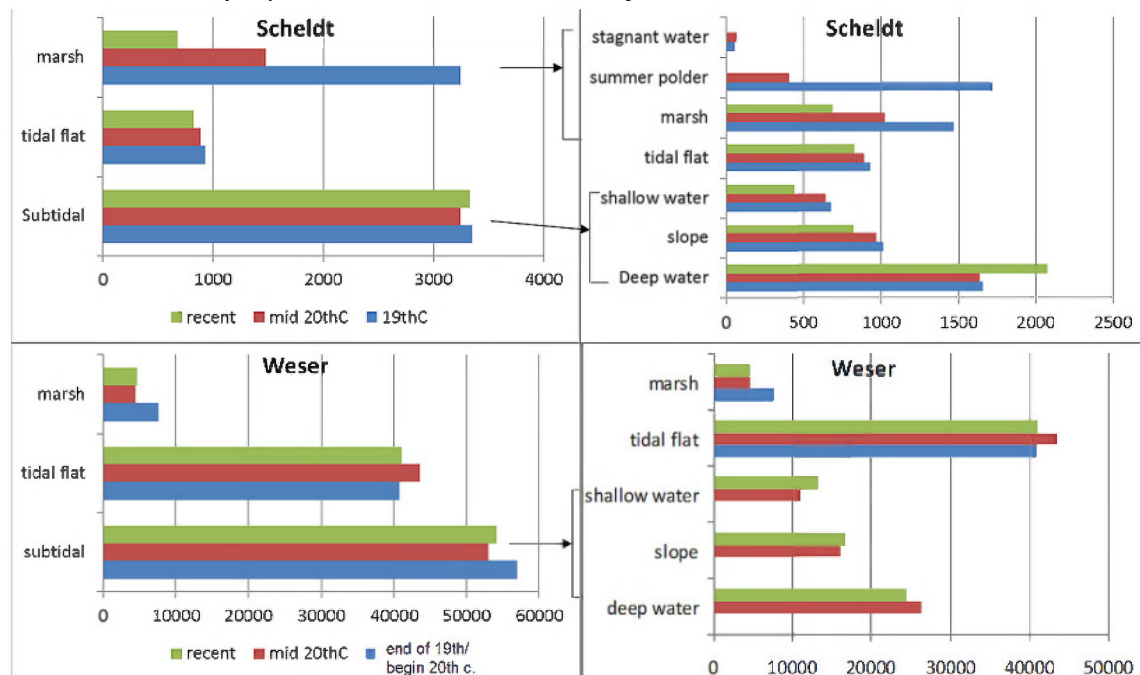 Scheldt
marsh
tidal flat
Subtidal
0 1000 2000 3000 4000
recent mid 20thC 19thC
Scheldt
stagnant water
summer polder
marsh
tidal flat
shallow water
slope
Deep water
0 500 1000 1500 2000 2500
Weser
marsh
tidal flat
subtidal
0 10000 20000 30000 40000 50000 60000
recent mid 20thC end of 19th/
begin 20th c.
Weser
marsh
tidal flat
shallow water
slope
deep water
0 10000 20000 30000 40000 50000